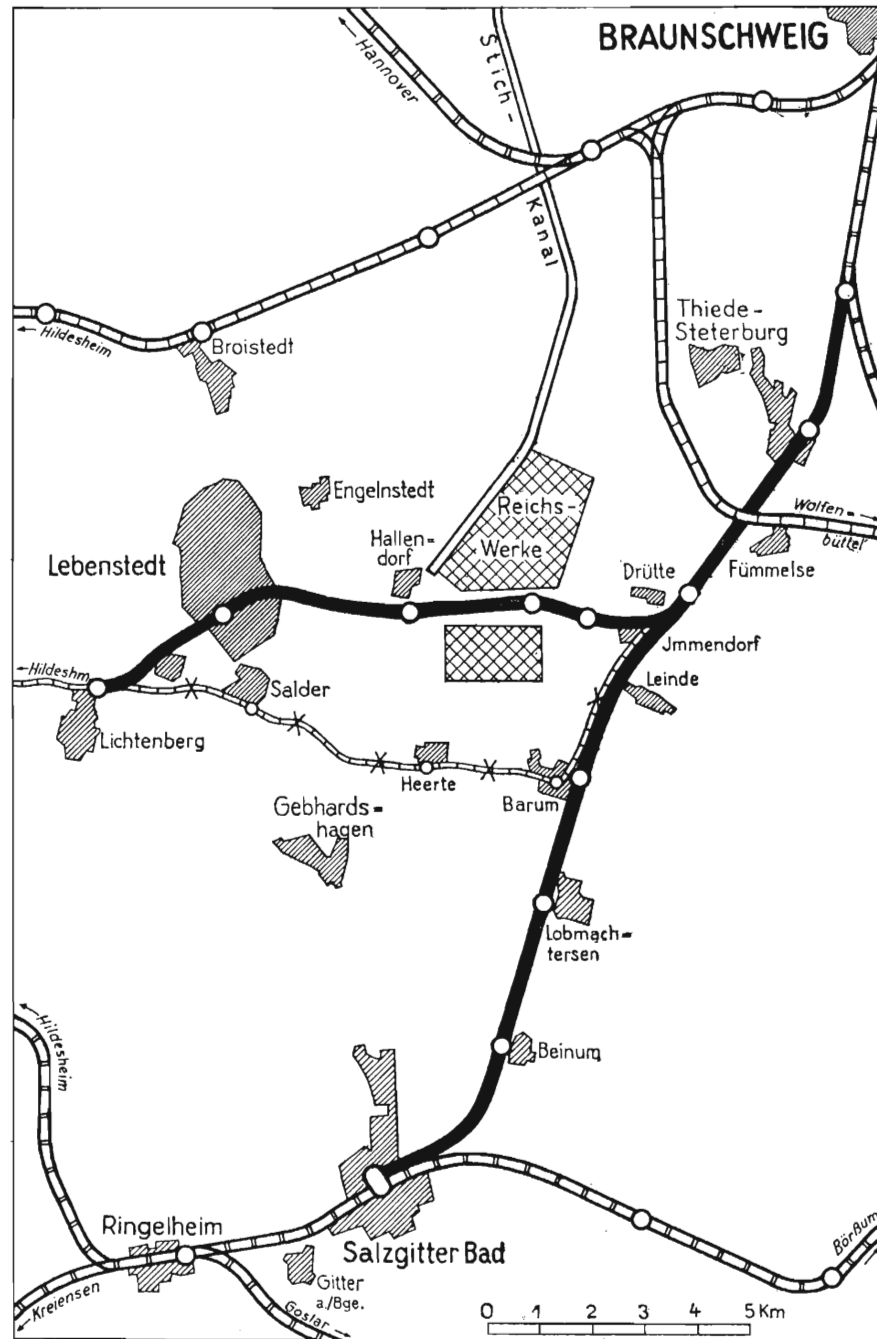 BRAUNSCHWEIG
Hannover
Stich-
Kanal
Thiede-
Steterburg
Hildesheim
Broistedt
Engelnstedt
Reichs-
Werke
Hallen-
dorf
Wolfen=
büttel
Lebenstedt
Drütte
Fümmelse
Jmmendorf
Hildeshm
Leinde
Salder
Lichtenberg
Heerte
Barum
Gebhards=
hagen
Lobmach=
tersen
Hildesheim
Beinum
Ringelheim
Salzgitter Bad
Börßum
Gitter
a./Bge.
Kreiensen
Goslar
0 1 2 3 4 5 Km